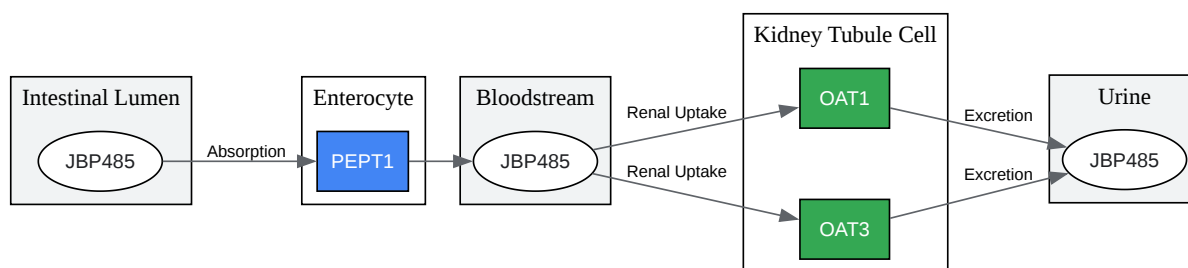 Kidney Tubule Cell
Intestinal Lumen
Enterocyte
Bloodstream
Urine
JBP485
Absorption
PEPT1
JBP485
Renal Uptake
Renal Uptake
OAT1
OAT3
Excretion
Excretion
JBP485